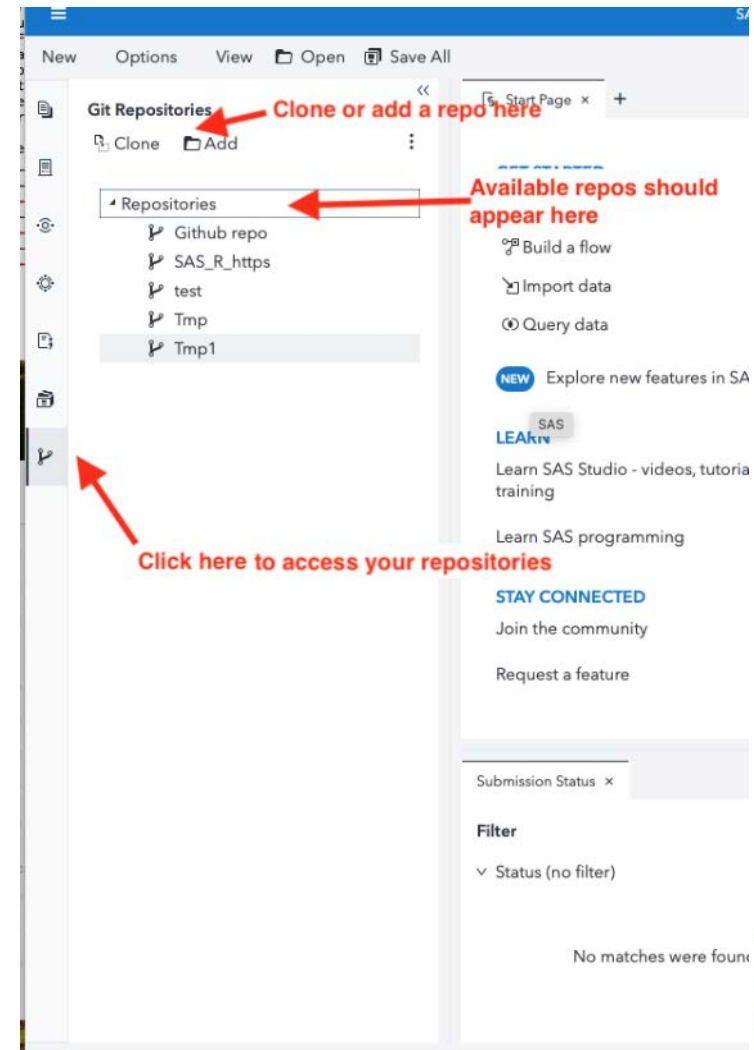 SA
New Options View Open Save All
Git Repositories
Clone or add a repo here
Start Page × +
Clone Add
Available repos should
appear here
Repositories
Github repo
SAS_R_https
test
Tmp
Tmp1
Build a flow
Import data
Query data
NEW Explore new features in SA
SAS
LEARN
Learn SAS Studio - videos, tutoria
training
Learn SAS programming
Click here to access your repositories
STAY CONNECTED
Join the community
Request a feature
Submission Status ×
Filter
Status (no filter)
No matches were foun